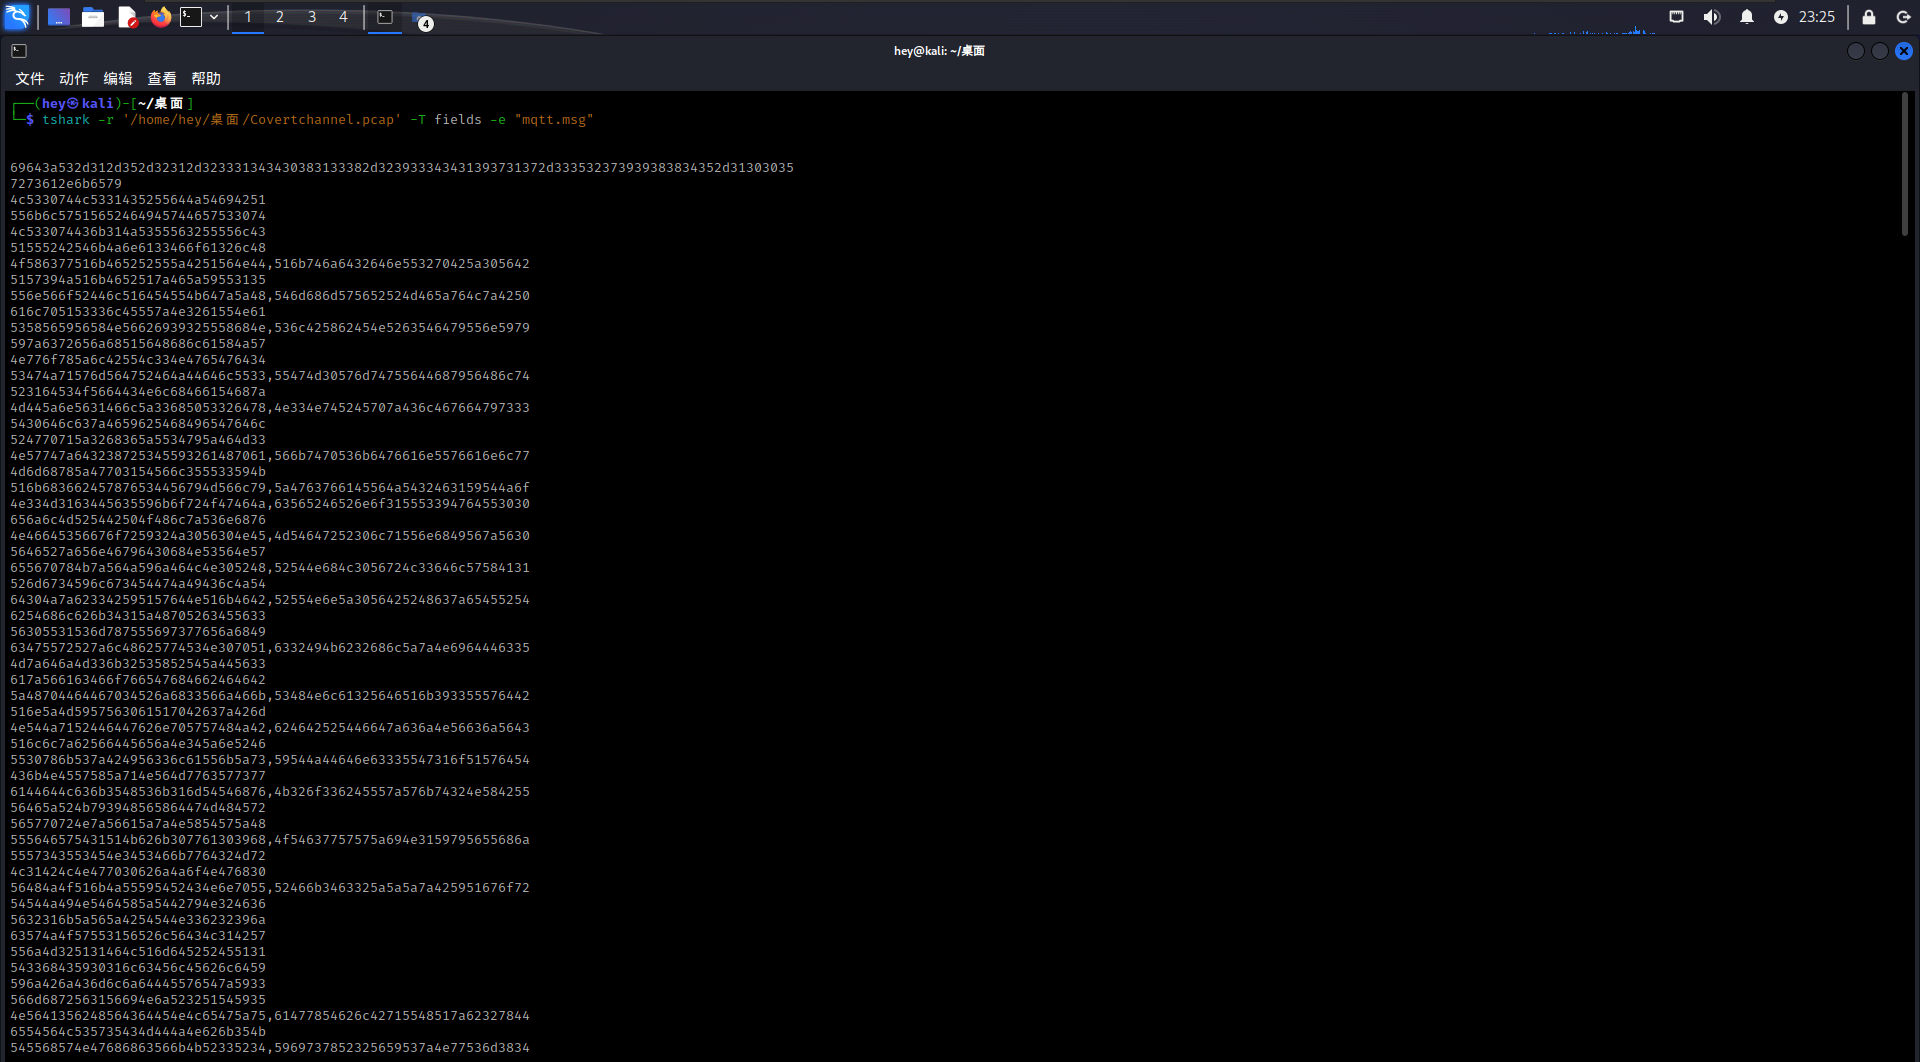 1 2 3 4
4
23:25
hey@kali: ~/桌面
文件 动作 编辑 查看 帮助
┌──(hey㉿kali)-[~/桌面]
└─$ tshark -r '/home/hey/桌面/Covertchannel.pcap' -T fields -e "mqtt.msg"
69643a532d312d352d32312d323331343430383133382d323933343431393731372d333532373939383834352d31303035
7273612e6b6579
4c5330744c5331435255644a54694251
556b6c57515652464945744657533074
4c533074436b314a5355563255556c43
51555242546b4a6e6133466f61326c48
4f586377516b465252555a4251564e44,516b746a6432646e553270425a305642
5157394a516b4652517a465a59553135
556e566f52446c516454554b647a5a48,546d686d575652524d465a764c7a4250
616c705153336c45557a4e3261554e61
5358565956584e56626939325558684e,536c425862454e5263546479556e5979
597a6372656a68515648686c61584a57
4e776f785a6c42554c334e4765476434
53474a71576d564752464a44646c5533,55474d30576d74755644687956486c74
523164534f5664434e6c68466154687a
4d445a6e5631466c5a33685053326478,4e334e745245707a436c467664797333
5430646c637a4659625468496547646c
524770715a3268365a5534795a464d33
4e57747a643238725345593261487061,566b7470536b6476616e5576616e6c77
4d6d68785a47703154566c355533594b
516b683662457876534456794d566c79,5a4763766145564a5432463159544a6f
4e334d3163445635596b6f724f47464a,63565246526e6f315553394764553030
656a6c4d525442504f486c7a536e6876
4e46645356676f7259324a3056304e45,4d54647252306c71556e6849567a5630
5646527a656e46796430684e53564e57
655670784b7a564a596a464c4e305248,52544e684c3056724c33646c57584131
526d6734596c673454474a49436c4a54
64304a7a623342595157644e516b4642,52554e6e5a3056425248637a65455254
6254686c626b34315a48705263455633
56305531536d787555697377656a6849
63475572527a6c48625774534e307051,6332494b6232686c5a7a4e6964446335
4d7a646a4d336b32535852545a445633
617a566163466f766547684662464642
5a48704464467034526a6833566a466b,53484e6c61325646516b393355576442
516e5a4d5957563061517042637a426d
4e544a7152446447626e705757484a42,624642525446647a636a4e56636a5643
516c6c7a62566445656a4e345a6e5246
5530786b537a424956336c61556b5a73,59544a44646e63335547316f51576454
436b4e4557585a714e564d7763577377
6144644c636b3548536b316d54546876,4b326f336245557a576b74324e584255
56465a524b793948565864474d484572
565770724e7a56615a7a4e5854575a48
555646575431514b626b307761303968,4f54637757575a694e3159795655686a
5557343553454e3453466b7764324d72
4c31424c4e477030626a4a6f4e476830
56484a4f516b4a55595452434e6e7055,52466b3463325a5a5a7a425951676f72
54544a494e5464585a5442794e324636
5632316b5a565a4254544e336232396a
63574a4f57553156526c56434c314257
556a4d325131464c516d645252455131
543368435930316c63456c45626c6459
596a426a436d6c6a64445576547a5933
566d6872563156694e6a523251545935
4e5641356248564364454e4c65475a75,61477854626c42715548517a62327844
6554564c535735434d444a4e626b354b
545568574e47686863566b4b52335234,5969737852325659537a4e77536d3834